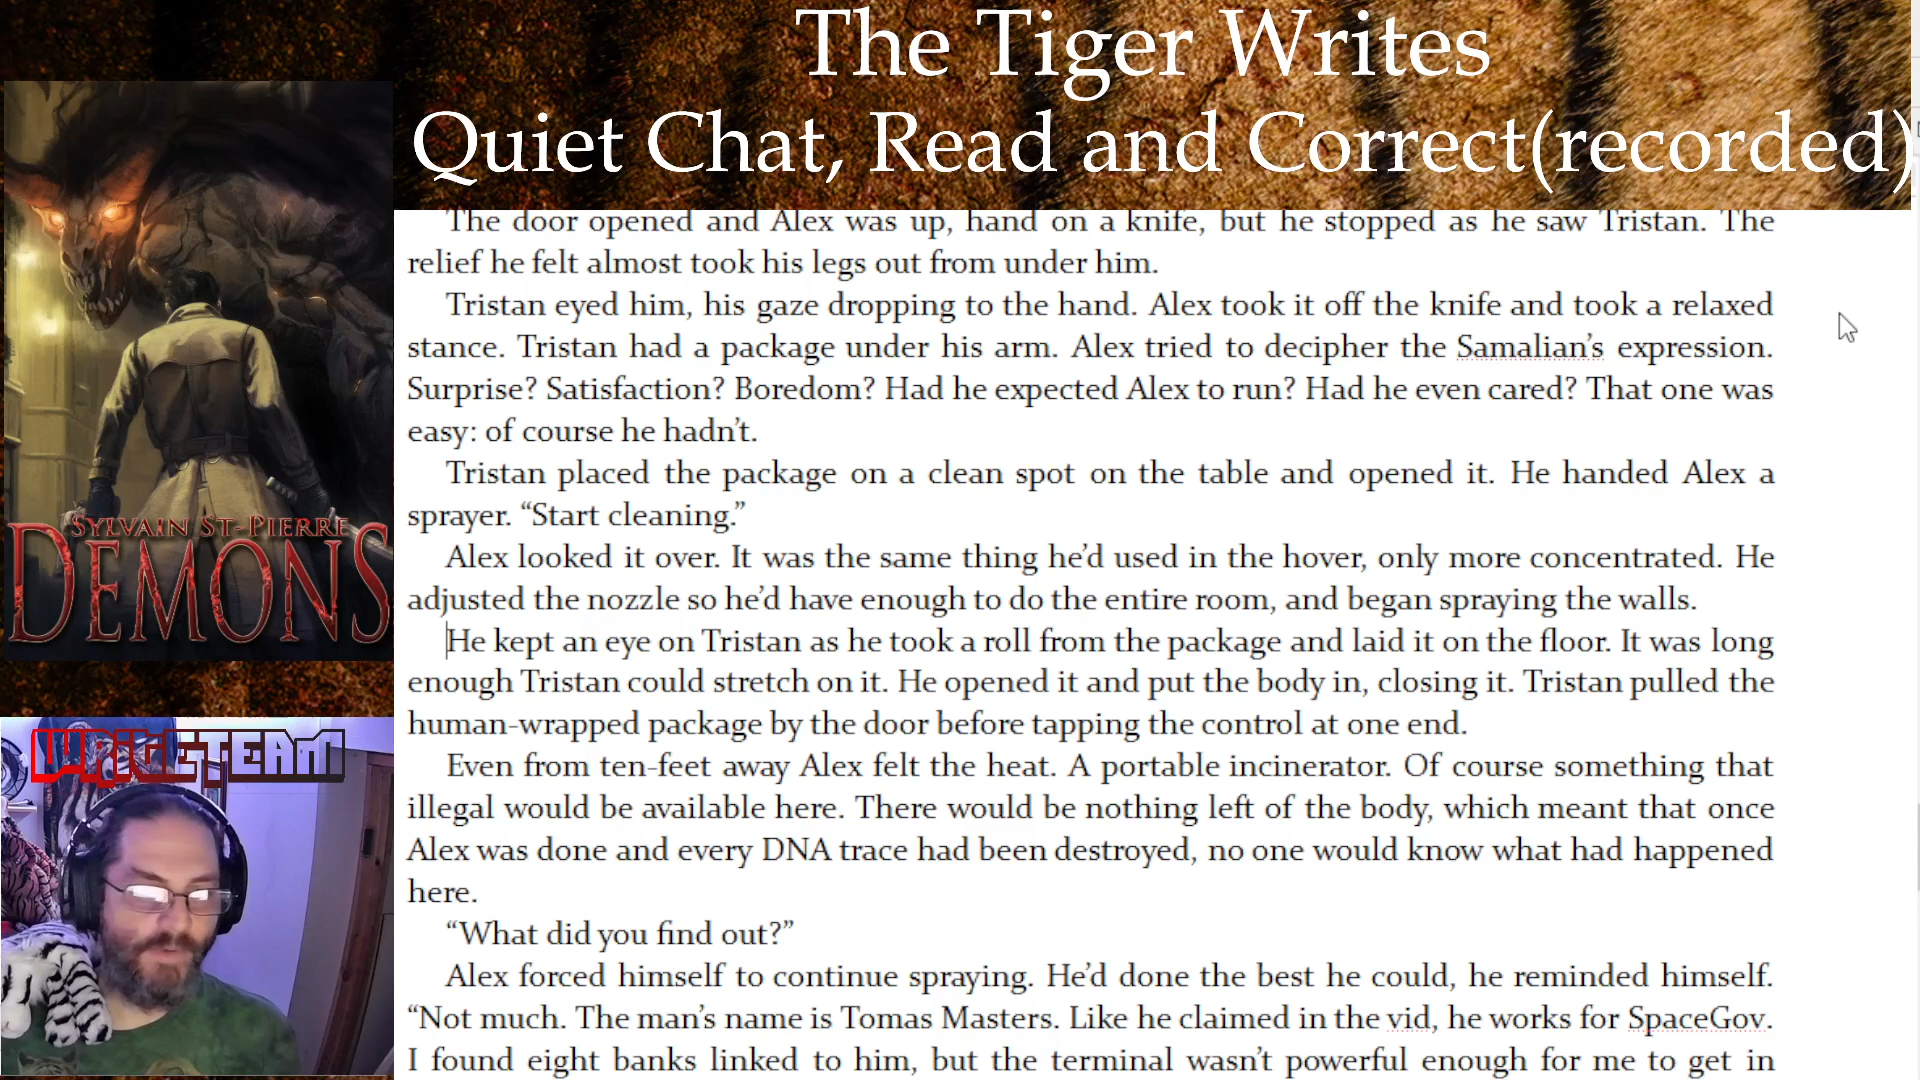 The Tiger Writes
Quiet Chat, Read and Correct(recorded)
The door opened and Alex was up, hand on a knife, but he stopped as he saw Tristan. The
relief he felt almost took his legs out from under him.
Tristan eyed him, his gaze dropping to the hand. Alex took it off the knife and took a relaxed
stance. Tristan had a package under his arm. Alex tried to decipher the Samalian’s expression.
Surprise? Satisfaction? Boredom? Had he expected Alex to run? Had he even cared? That one was
easy: of course he hadn’t.
Tristan placed the package on a clean spot on the table and opened it. He handed Alex a
sprayer. “Start cleaning.”
Alex looked it over. It was the same thing he’d used in the hover, only more concentrated. He
adjusted the nozzle so he’d have enough to do the entire room, and began spraying the walls.
He kept an eye on Tristan as he took a roll from the package and laid it on the floor. It was long
enough Tristan could stretch on it. He opened it and put the body in, closing it. Tristan pulled the
human-wrapped package by the door before tapping the control at one end.
Even from ten-feet away Alex felt the heat. A portable incinerator. Of course something that
illegal would be available here. There would be nothing left of the body, which meant that once
Alex was done and every DNA trace had been destroyed, no one would know what had happened
here.
“What did you find out?”
Alex forced himself to continue spraying. He’d done the best he could, he reminded himself.
“Not much. The man’s name is Tomas Masters. Like he claimed in the vid, he works for SpaceGov.
I found eight banks linked to him, but the terminal wasn’t powerful enough for me to get in
SYLVAIN ST-PIERRE
DEMONS
WRITETEAM